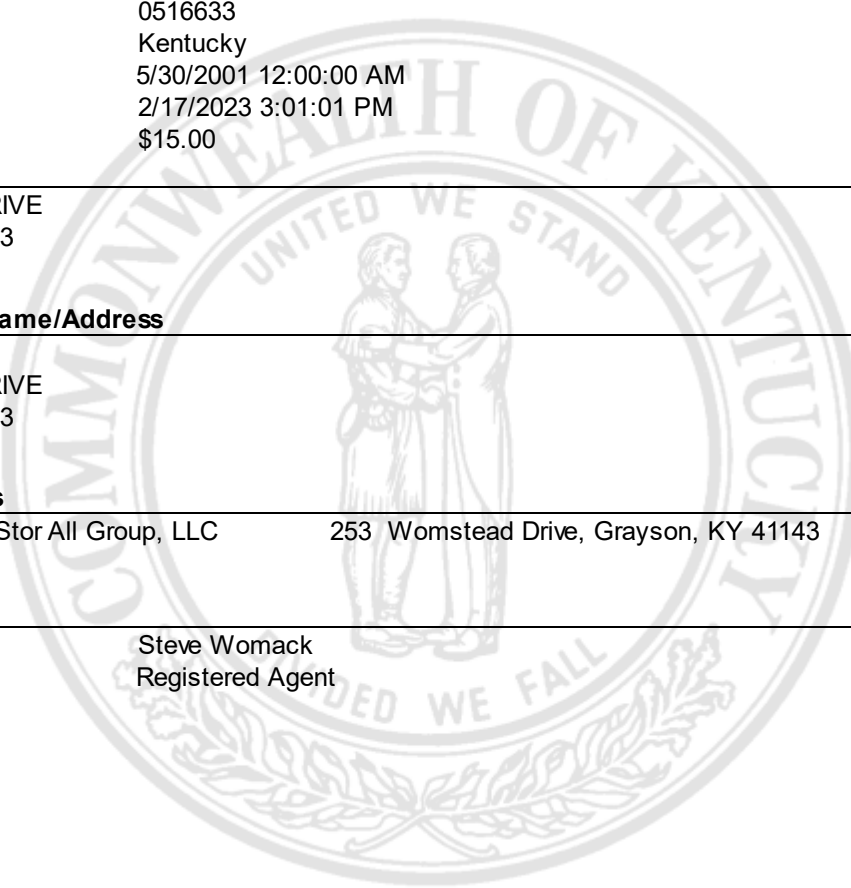 0516633
Kentucky
5/30/2001 12:00:00 AM
2/17/2023 3:01:01 PM
$15.00
COMMONWEALTH OF KENTUCKY
UNITED WE STAND
RIVE
3
ame/Address
RIVE
3
s
Stor All Group, LLC 253 Womstead Drive, Grayson, KY 41143
Steve Womack
Registered Agent
DIVIDED WE FALL